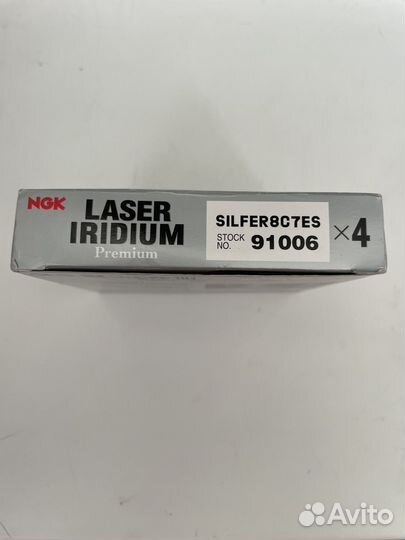 NGK
LASER
IRIDIUM
Premium
SILFER8C7ES
STOCK NO. 91006
×4
Avito